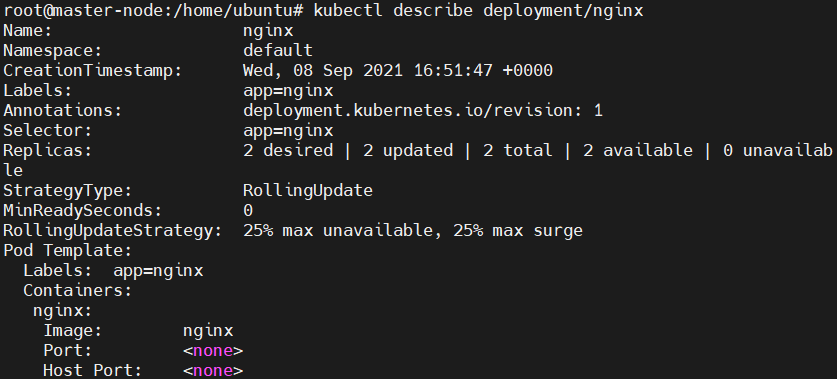 root@master-node:/home/ubuntu# kubectl describe deployment/nginx
Name:                   nginx
Namespace:              default
CreationTimestamp:      Wed, 08 Sep 2021 16:51:47 +0000
Labels:                 app=nginx
Annotations:            deployment.kubernetes.io/revision: 1
Selector:               app=nginx
Replicas:               2 desired | 2 updated | 2 total | 2 available | 0 unavailab
le
StrategyType:           RollingUpdate
MinReadySeconds:        0
RollingUpdateStrategy:  25% max unavailable, 25% max surge
Pod Template:
  Labels:  app=nginx
  Containers:
   nginx:
    Image:        nginx
    Port:         <none>
    Host Port:    <none>